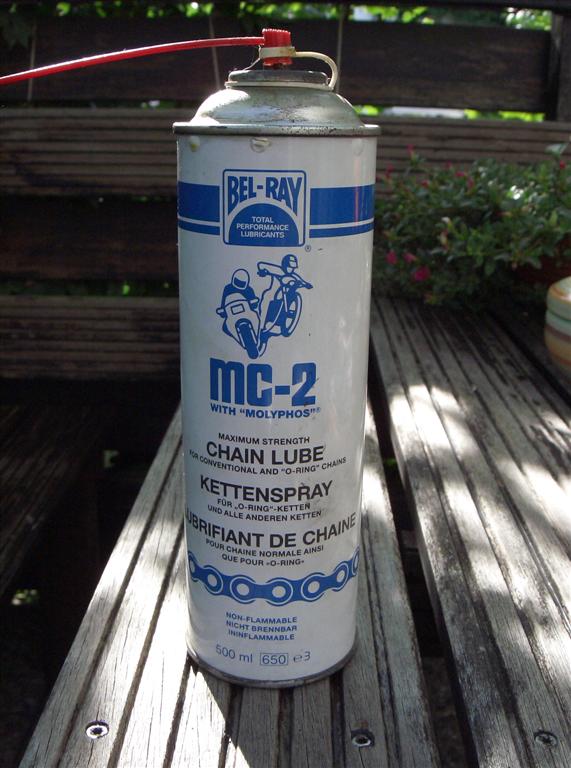 BEL-RAY
TOTAL
PERFORMANCE
LUBRICANTS
®
MC-2
WITH "MOLYPHOS"®
MAXIMUM STRENGTH
CHAIN LUBE
FOR CONVENTIONAL AND "O-RING" CHAINS
KETTENSPRAY
FÜR „O-RING“-KETTEN
UND ALLE ANDEREN KETTEN
LUBRIFIANT DE CHAINE
POUR CHAINE NORMALE AINSI
QUE POUR »O-RING«
NON-FLAMMABLE
NICHT BRENNBAR
ININFLAMMABLE
500 ml 650 ℮3